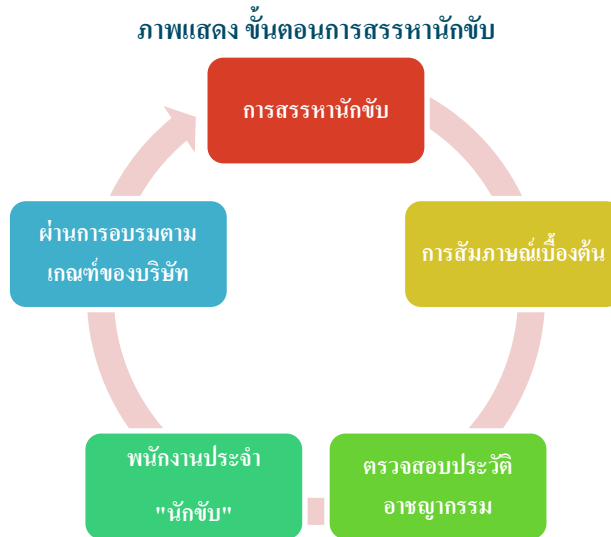 ภาพแสดง ขั้นตอนการสรรหานักขับ
การสรรหานักขับ
การสัมภาษณ์เบื้องต้น
ตรวจสอบประวัติ
อาชญากรรม
พนักงานประจำ
"นักขับ"
ผ่านการอบรมตาม
เกณฑ์ของบริษัท